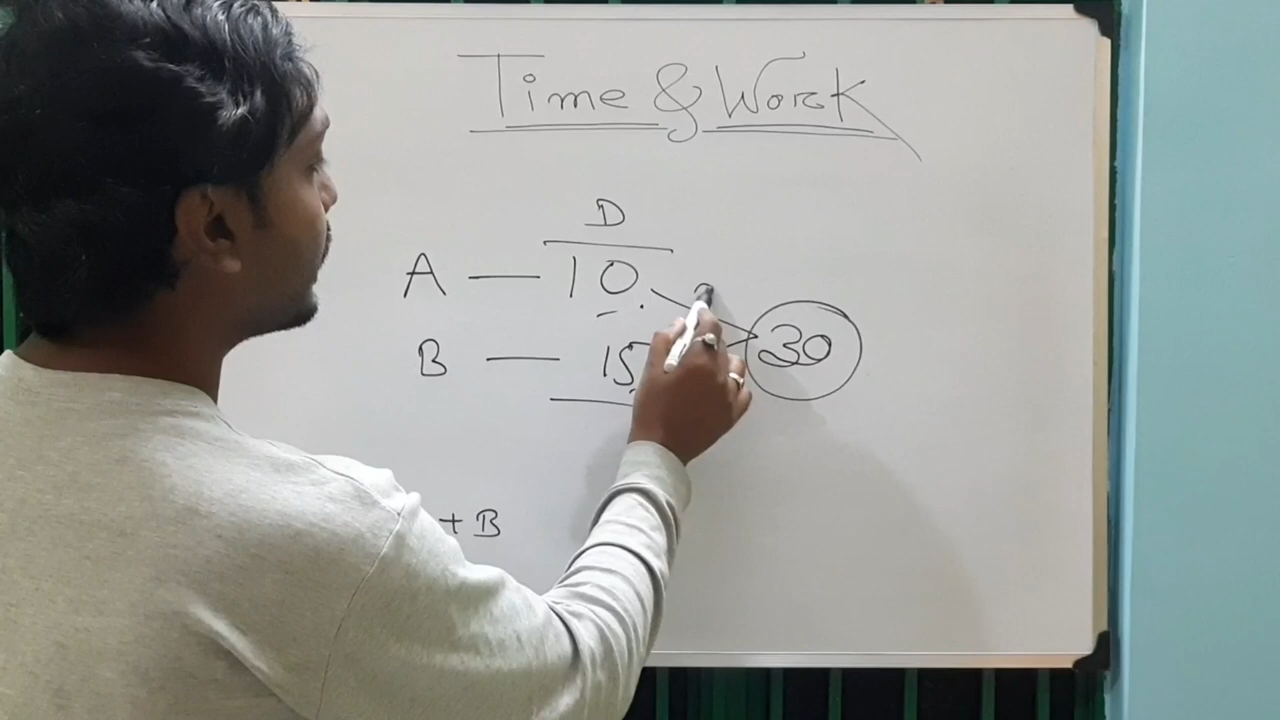 Time & Work
D
A — 10
B — 15
30
+ B